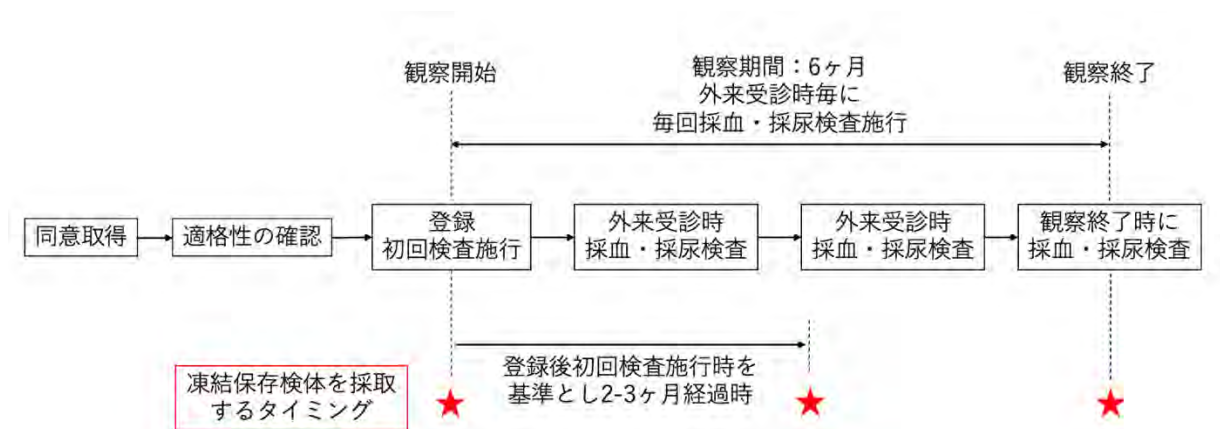 観察開始
観察期間：6ヶ月
外来受診時毎に
毎回採血・採尿検査施行
観察終了
同意取得
適格性の確認
登録
初回検査施行
外来受診時
採血・採尿検査
外来受診時
採血・採尿検査
観察終了時に
採血・採尿検査
凍結保存検体を採取
するタイミング
登録後初回検査施行時を
基準とし2-3ヶ月経過時